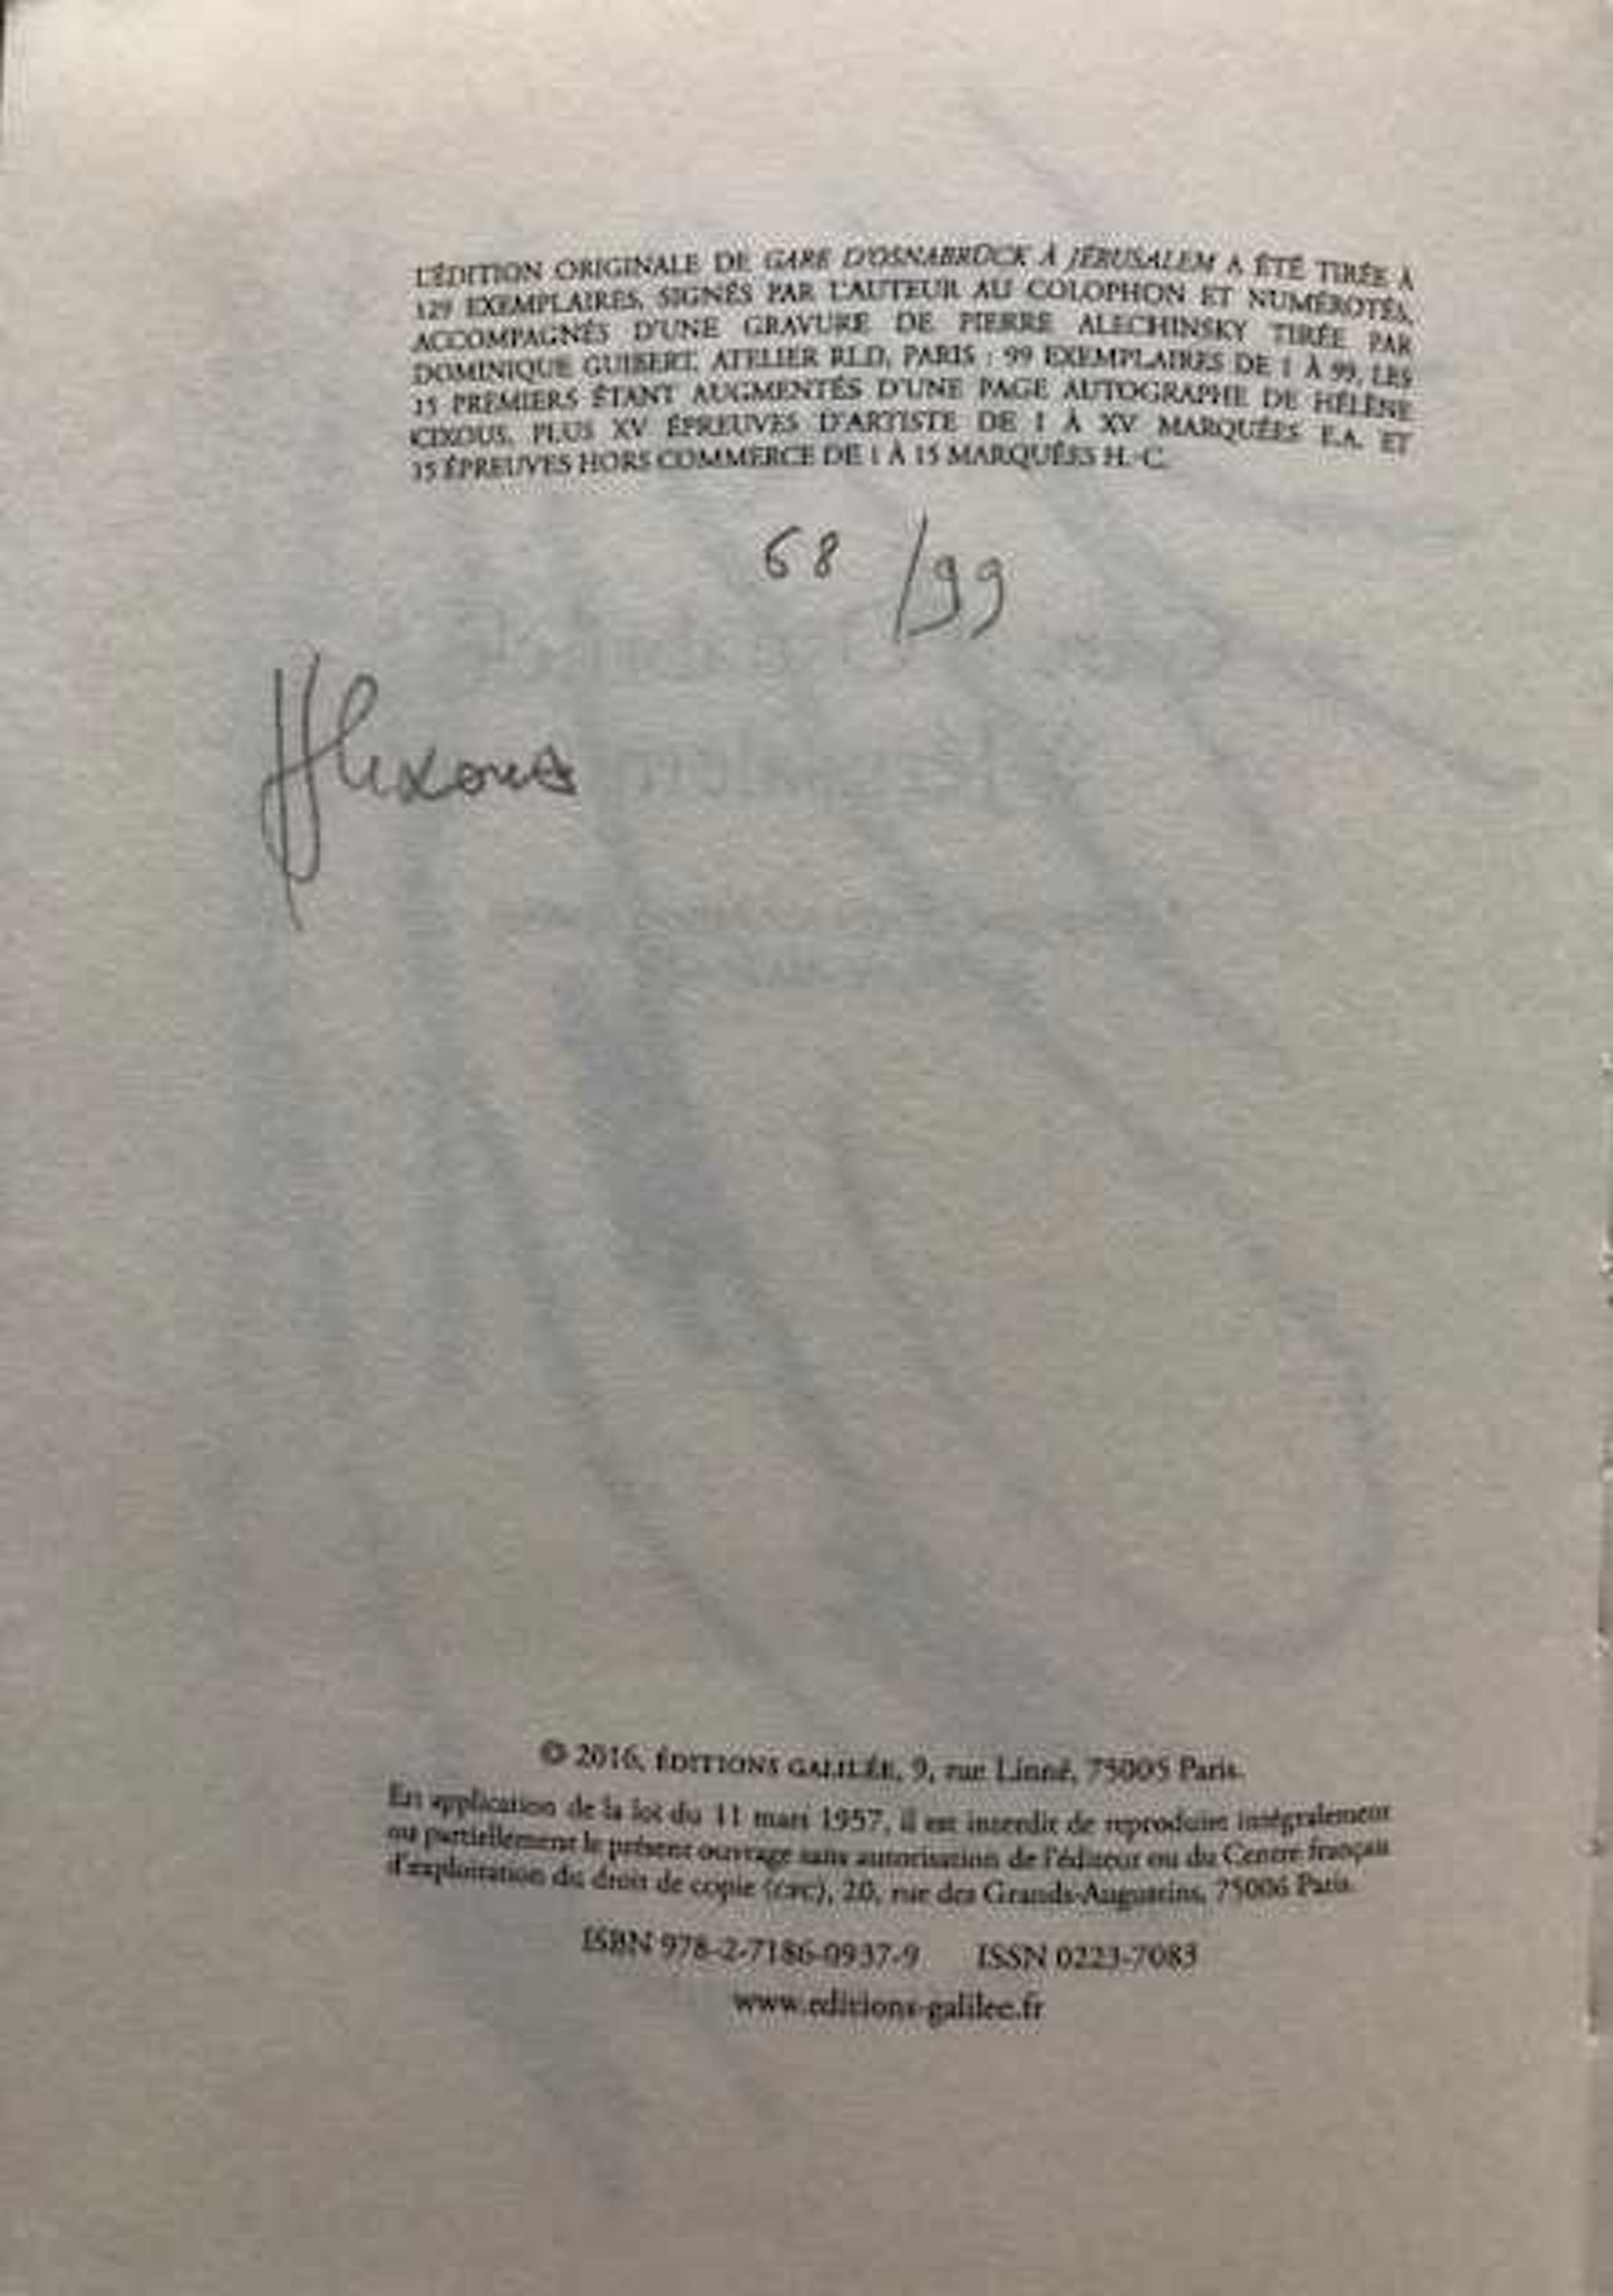 L'ÉDITION ORIGINALE DE GARE D'OSNABRÜCK À JÉRUSALEM A ÉTÉ TIRÉE À
129 EXEMPLAIRES, SIGNÉS PAR L'AUTEUR AU COLOPHON ET NUMÉROTÉS,
ACCOMPAGNÉS D'UNE GRAVURE DE PIERRE ALECHINSKY TIRÉE PAR
DOMINIQUE GUIBERT, ATELIER RLD, PARIS : 99 EXEMPLAIRES DE 1 À 99, LES
15 PREMIERS ÉTANT AUGMENTÉS D'UNE PAGE AUTOGRAPHE DE HÉLÈNE
CIXOUS, PLUS XV ÉPREUVES D'ARTISTE DE I À XV MARQUÉES E.A. ET
15 ÉPREUVES HORS COMMERCE DE 1 À 15 MARQUÉES H.-C.
68 /99
HCixous
© 2016, ÉDITIONS GALILÉE, 9, rue Linné, 75005 Paris.
En application de la loi du 11 mars 1957, il est interdit de reproduire intégralement
ou partiellement le présent ouvrage sans autorisation de l'éditeur ou du Centre français
d'exploitation du droit de copie (CFC), 20, rue des Grands-Augustins, 75006 Paris.
ISBN 978-2-7186-0937-9 ISSN 0223-7083
www.editions-galilee.fr